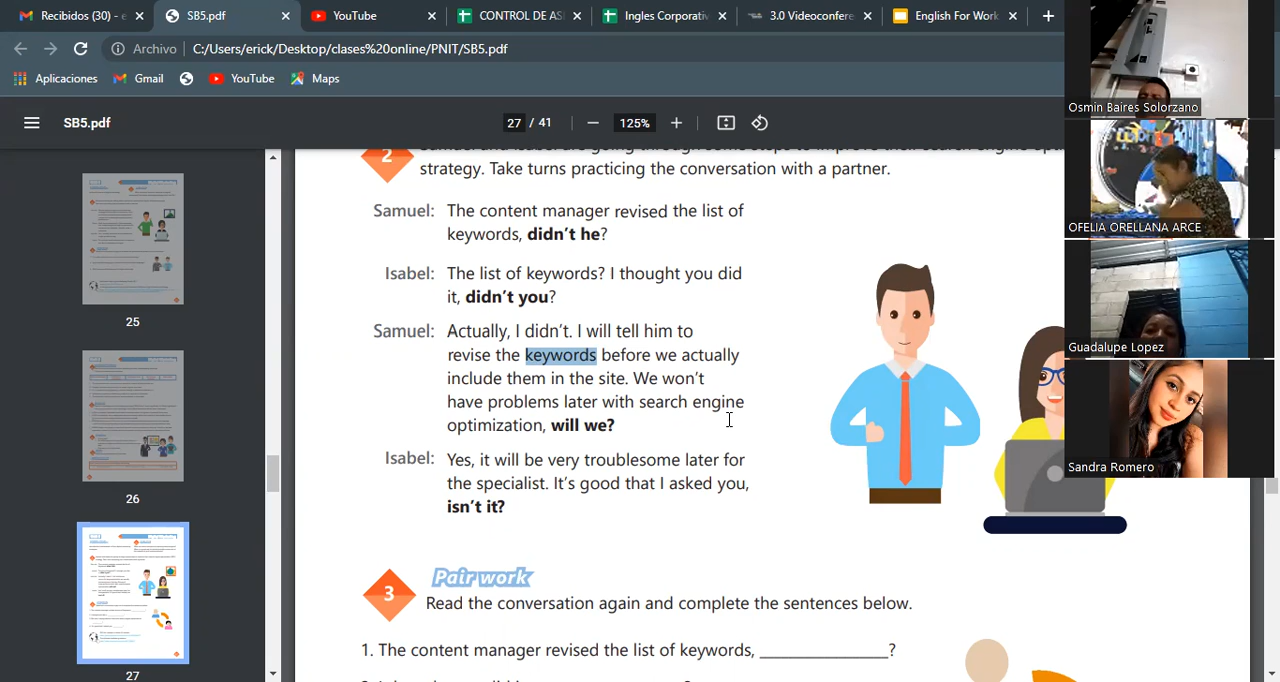 Recibidos (30) - e
SB5.pdf
YouTube
CONTROL DE AS
Ingles Corporativ
3.0 Videoconfere
English For Work
Archivo
C:/Users/erick/Desktop/clases%20online/PNIT/SB5.pdf
Aplicaciones
Gmail
YouTube
Maps
SB5.pdf
27 / 41
125%
25
26
27
2
strategy. Take turns practicing the conversation with a partner.
Samuel: The content manager revised the list of
keywords, didn't he?
Isabel: The list of keywords? I thought you did
it, didn't you?
Samuel: Actually, I didn't. I will tell him to
revise the keywords before we actually
include them in the site. We won't
have problems later with search engine
optimization, will we?
Isabel: Yes, it will be very troublesome later for
the specialist. It's good that I asked you,
isn't it?
Pair work
3
Read the conversation again and complete the sentences below.
1. The content manager revised the list of keywords, _______________?
Osmin Baires Solorzano
OFELIA ORELLANA ARCE
Guadalupe Lopez
Sandra Romero